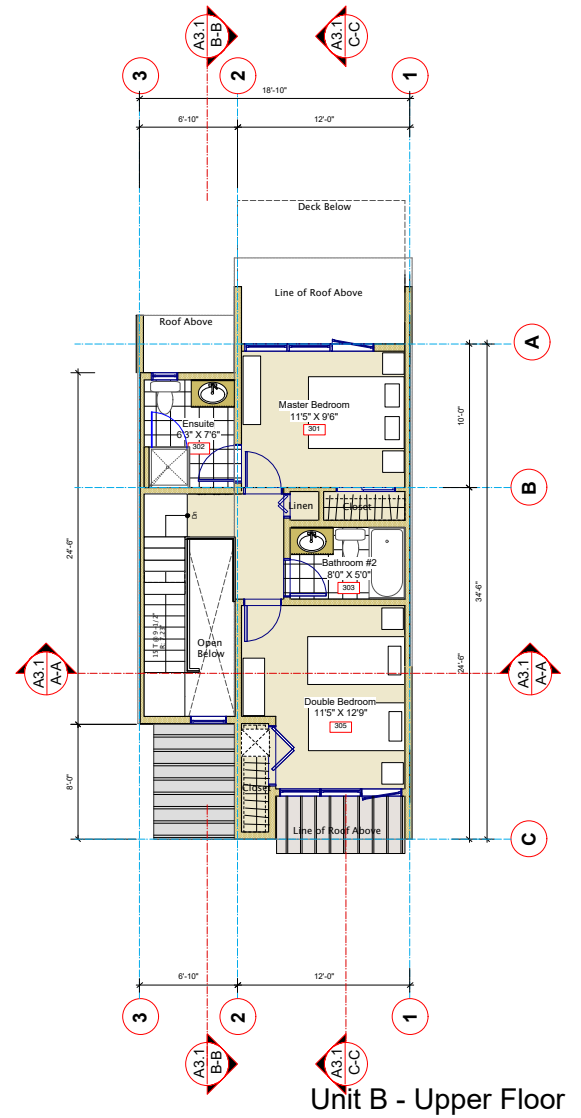 A3.1
B-B
A3.1
C-C
3
2
1
18'-10"
6'-10"
12'-0"
Deck Below
Line of Roof Above
Roof Above
A
Master Bedroom
11'5" X 9'6"
301
Ensuite
6'3" X 7'6"
302
10'-0"
B
Linen
Closet
Dn
Bathroom #2
8'0" X 5'0"
303
24'-6"
34'-6"
Open
Below
A3.1
A-A
A3.1
A-A
24'-6"
Double Bedroom
11'5" X 12'9"
305
8'-0"
Closet
Line of Roof Above
C
6'-10"
12'-0"
3
2
1
A3.1
B-B
A3.1
C-C
Unit B - Upper Floor